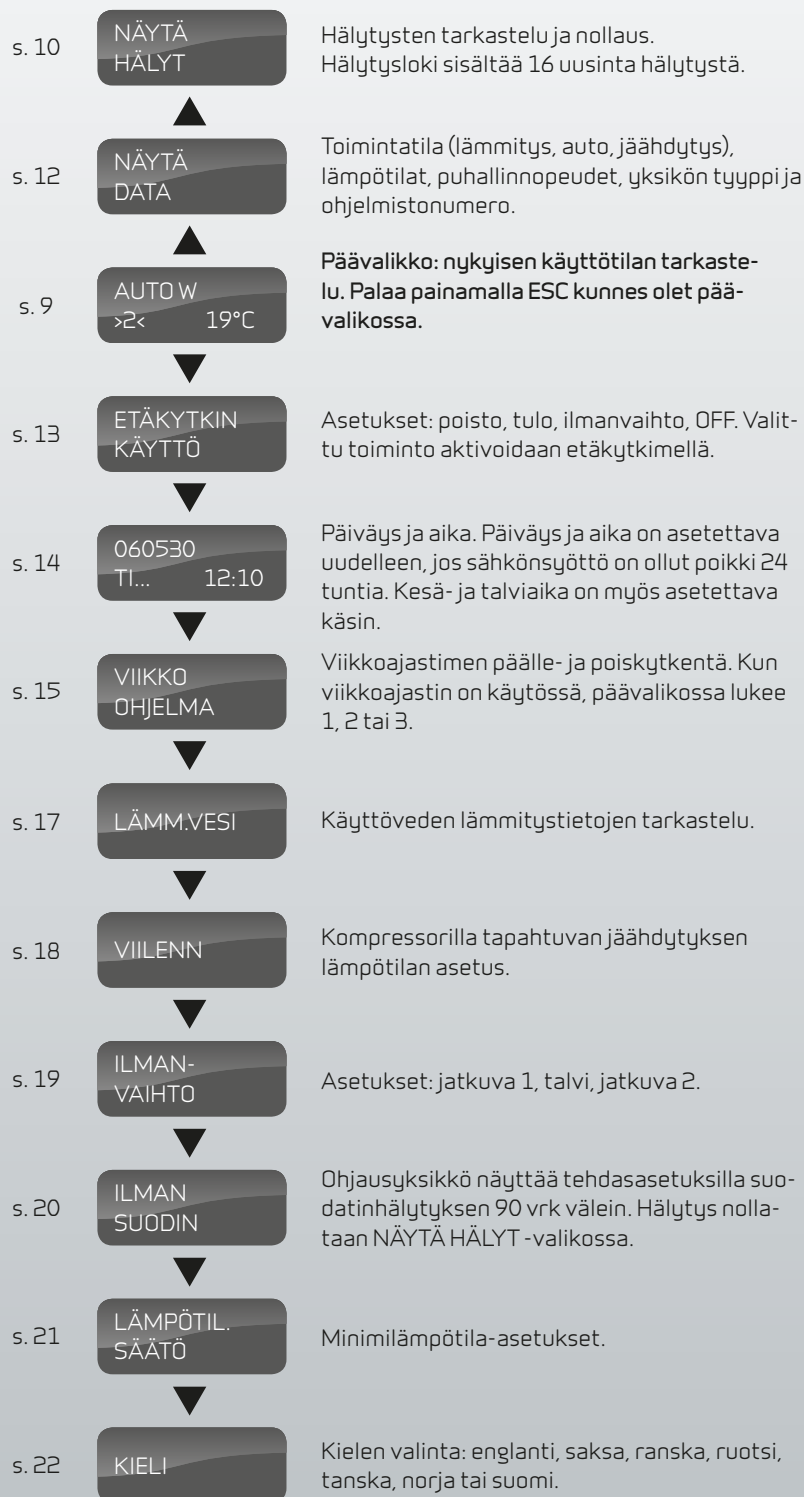 s. 10
NÄYTÄ
HÄLYT
Hälytysten tarkastelu ja nollaus.
Hälytysloki sisältää 16 uusinta hälytystä.
s. 12
NÄYTÄ
DATA
Toimintatila (lämmitys, auto, jäähdytys),
lämpötilat, puhallinnopeudet, yksikön tyyppi ja
ohjelmistonumero.
s. 9
AUTO W
>2< 19°C
Päävalikko: nykyisen käyttötilan tarkaste-
lu. Palaa painamalla ESC kunnes olet pää-
valikossa.
s. 13
ETÄKYTKIN
KÄYTTÖ
Asetukset: poisto, tulo, ilmanvaihto, OFF. Valit-
tu toiminto aktivoidaan etäkytkimellä.
s. 14
060530
TI... 12:10
Päiväys ja aika. Päiväys ja aika on asetettava
uudelleen, jos sähkönsyöttö on ollut poikki 24
tuntia. Kesä- ja talviaika on myös asetettava
käsin.
s. 15
VIIKKO
OHJELMA
Viikkoajastimen päälle- ja poiskytkentä. Kun
viikkoajastin on käytössä, päävalikossa lukee
1, 2 tai 3.
s. 17
LÄMM.VESI
Käyttöveden lämmitystietojen tarkastelu.
s. 18
VIILENN
Kompressorilla tapahtuvan jäähdytyksen
lämpötilan asetus.
s. 19
ILMAN-
VAIHTO
Asetukset: jatkuva 1, talvi, jatkuva 2.
s. 20
ILMAN
SUODIN
Ohjausyksikkö näyttää tehdasasetuksilla suo-
datinhälytyksen 90 vrk välein. Hälytys nolla-
taan NÄYTÄ HÄLYT -valikossa.
s. 21
LÄMPÖTIL.
SÄÄTÖ
Minimilämpötila-asetukset.
s. 22
KIELI
Kielen valinta: englanti, saksa, ranska, ruotsi,
tanska, norja tai suomi.